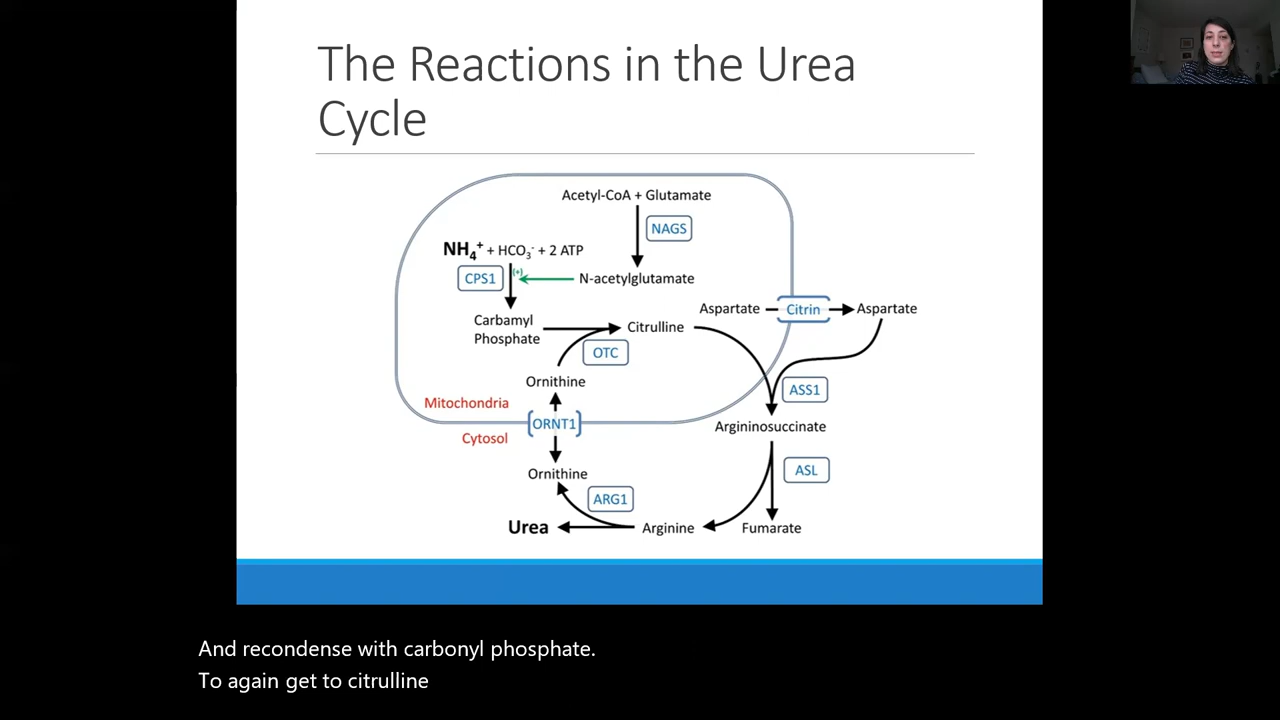 The Reactions in the Urea
Cycle
Acetyl-CoA + Glutamate
NAGS
NH4+ + HCO3- + 2 ATP
CPS1
(+)
N-acetylglutamate
Aspartate
Citrin
Aspartate
Carbamyl
Phosphate
Citrulline
OTC
Ornithine
ASS1
Mitochondria
ORNT1
Cytosol
Argininosuccinate
Ornithine
ASL
ARG1
Urea
Arginine
Fumarate
And recondense with carbonyl phosphate.
To again get to citrulline